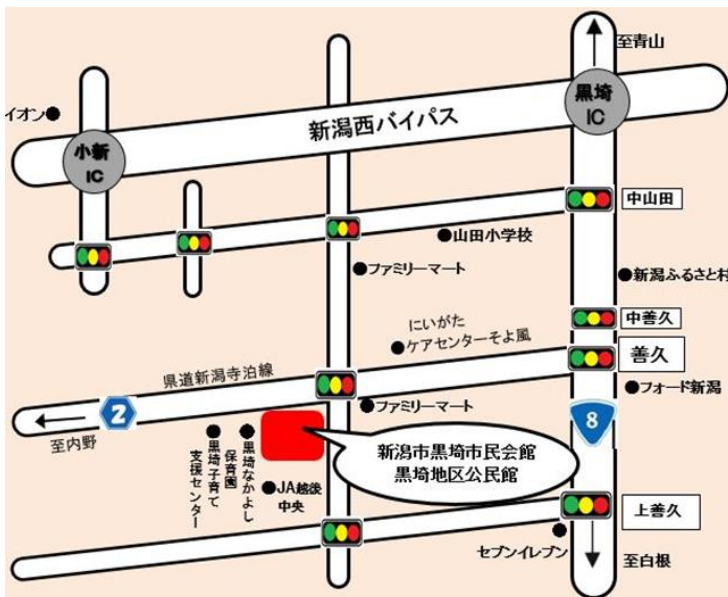 至青山
イオン
黒埼
IC
新潟西バイパス
小新
IC
中山田
山田小学校
ファミリーマート
新潟ふるさと村
中善久
にいがた
ケアセンターそよ風
善久
県道新潟寺泊線
フォード新潟
2
ファミリーマート
至内野
8
新潟市黒埼市民会館
黒埼地区公民館
黒埼なかよし
保育園
黒埼子育て
支援センター
JA越後
中央
上善久
セブンイレブン
至白根